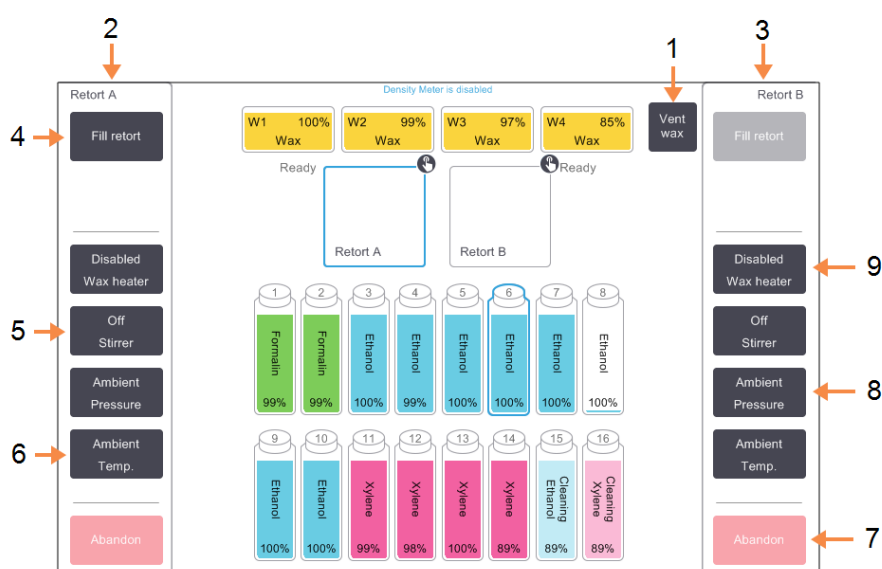 2
1
3
Retort A
Density Meter is disabled
Retort B
4
Fill retort
W1 100%
Wax
W2 99%
Wax
W3 97%
Wax
W4 85%
Wax
Vent
wax
Fill retort
Ready
Ready
Retort A
Retort B
Disabled
Wax heater
Disabled
Wax heater
9
1
2
3
4
5
6
7
8
5
Off
Stirrer
Formalin
Formalin
Ethanol
Ethanol
Ethanol
Ethanol
Ethanol
Ethanol
Off
Stirrer
Ambient
Pressure
99%
99%
100%
99%
100%
100%
100%
100%
Ambient
Pressure
8
6
Ambient
Temp.
9
10
11
12
13
14
15
16
Ambient
Temp.
Ethanol
Ethanol
Xylene
Xylene
Xylene
Xylene
Cleaning
Ethanol
Cleaning
Xylene
Abandon
100%
100%
99%
98%
100%
89%
89%
89%
Abandon
7